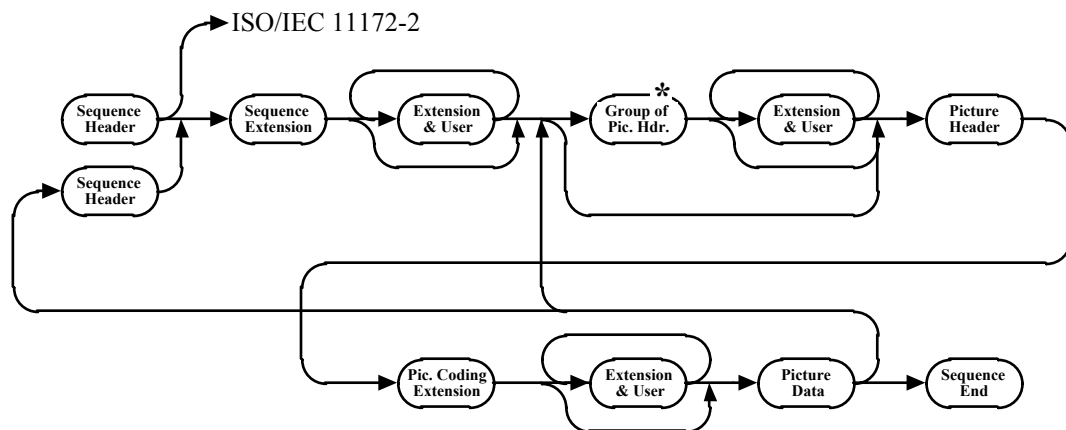 ISO/IEC 11172-2
*
Sequence
Header
Sequence
Extension
Extension
& User
Group of
Pic. Hdr.
Extension
& User
Picture
Header
Sequence
Header
Pic. Coding
Extension
Extension
& User
Picture
Data
Sequence
End